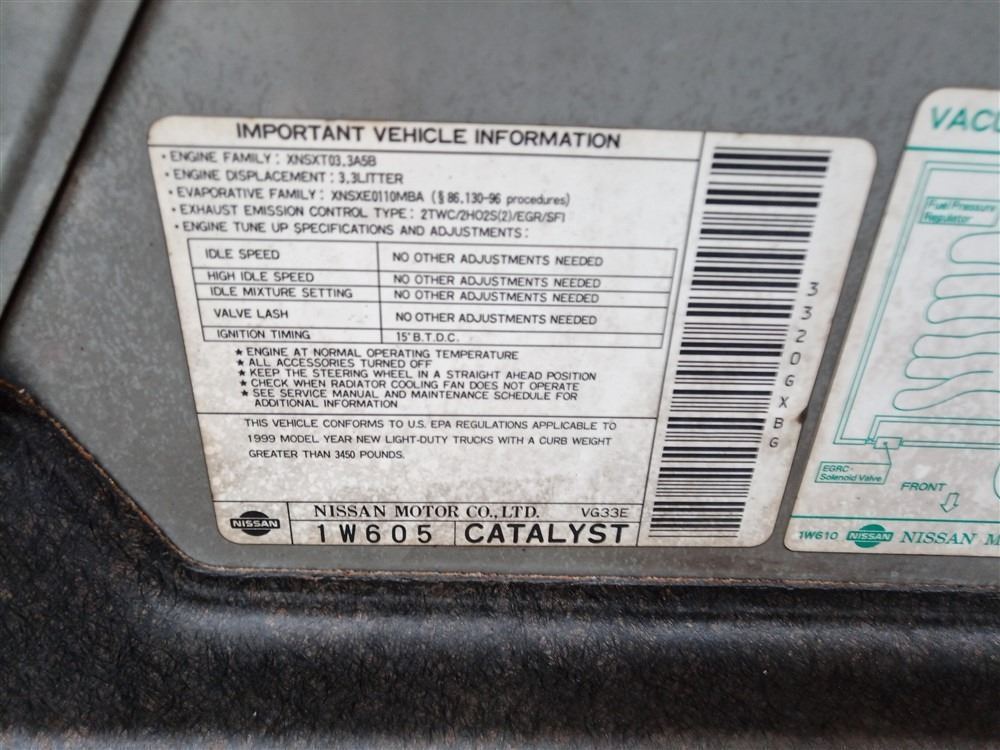 IMPORTANT VEHICLE INFORMATION
• ENGINE FAMILY: XNSXT03.3A5B
• ENGINE DISPLACEMENT: 3.3LITTER
• EVAPORATIVE FAMILY: XNSXE0110MBA (§86.130-96 procedures)
• EXHAUST EMISSION CONTROL TYPE: 2TWC/2HO2S(2)/EGR/SFI
• ENGINE TUNE UP SPECIFICATIONS AND ADJUSTMENTS:
IDLE SPEED NO OTHER ADJUSTMENTS NEEDED
HIGH IDLE SPEED NO OTHER ADJUSTMENTS NEEDED
IDLE MIXTURE SETTING NO OTHER ADJUSTMENTS NEEDED
VALVE LASH NO OTHER ADJUSTMENTS NEEDED
IGNITION TIMING 15° B.T.D.C.
★ ENGINE AT NORMAL OPERATING TEMPERATURE
★ ALL ACCESSORIES TURNED OFF
★ KEEP THE STEERING WHEEL IN A STRAIGHT AHEAD POSITION
★ CHECK WHEN RADIATOR COOLING FAN DOES NOT OPERATE
★ SEE SERVICE MANUAL AND MAINTENANCE SCHEDULE FOR
ADDITIONAL INFORMATION
THIS VEHICLE CONFORMS TO U.S. EPA REGULATIONS APPLICABLE TO
1999 MODEL YEAR NEW LIGHT-DUTY TRUCKS WITH A CURB WEIGHT
GREATER THAN 3450 POUNDS.
NISSAN
NISSAN MOTOR CO.,LTD. VG33E
1W605 CATALYST
3320GXBG
Fuel Pressure
Regulator
EGRC-
Solenoid Valve
FRONT
1W610 NISSAN NISSAN